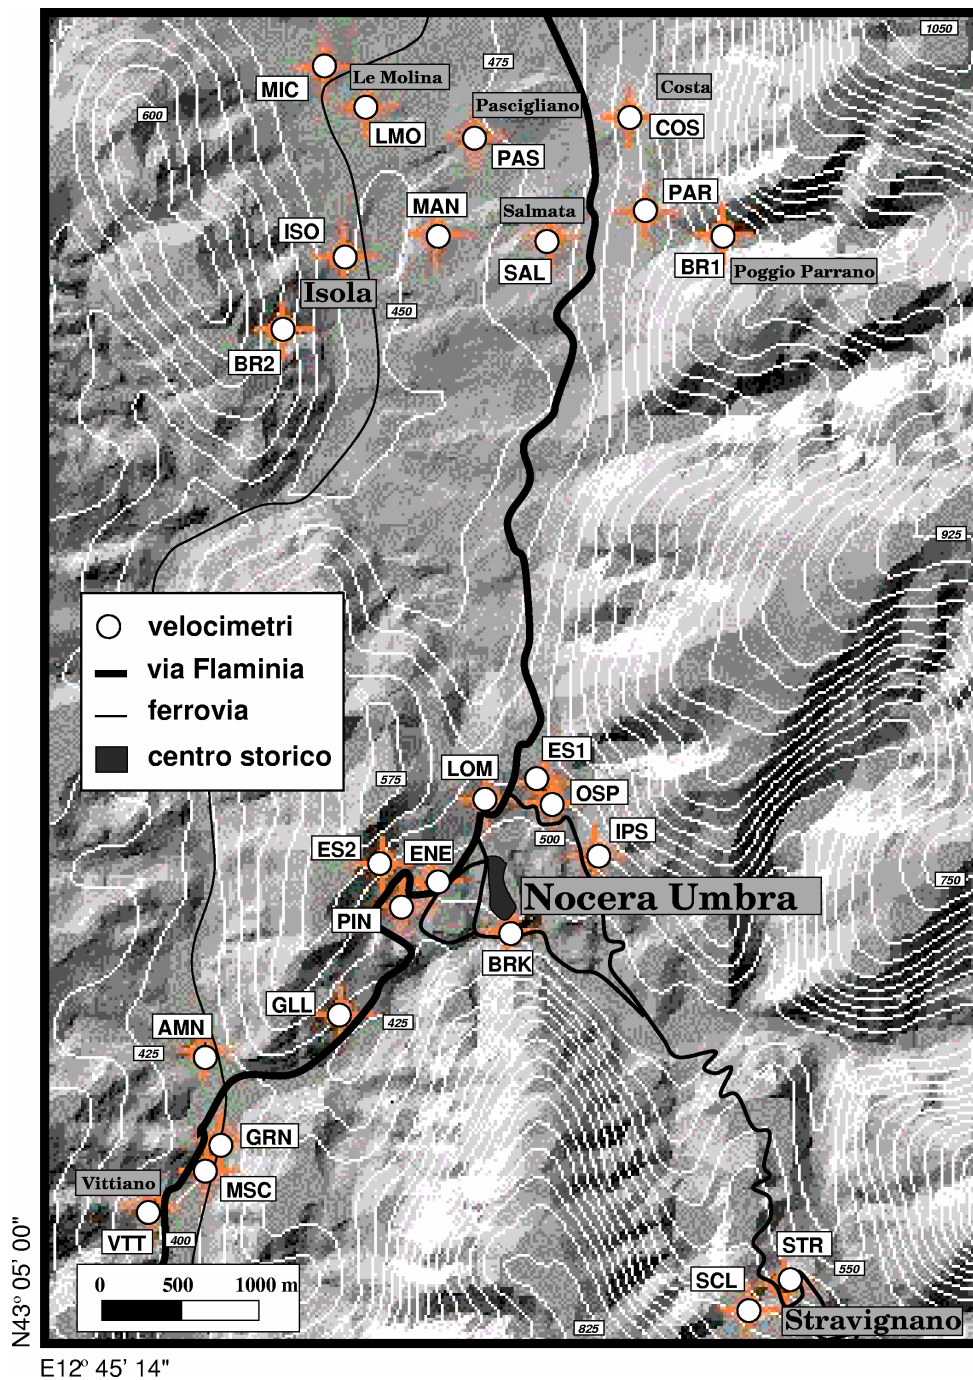 1050
475
MIC
Le Molina
Costa
Pascigliano
600
LMO
COS
PAS
PAR
MAN
Salmata
ISO
SAL
BR1
Poggio Parrano
Isola
450
BR2
925
velocimetri
via Flaminia
ferrovia
centro storico
ES1
LOM
575
OSP
IPS
500
ES2
ENE
750
Nocera Umbra
PIN
BRK
GLL
425
AMN
425
GRN
Vittiano
MSC
VTT
400
STR
550
SCL
0 500 1000 m
Stravignano
825
N43º 05' 00"
E12º 45' 14"